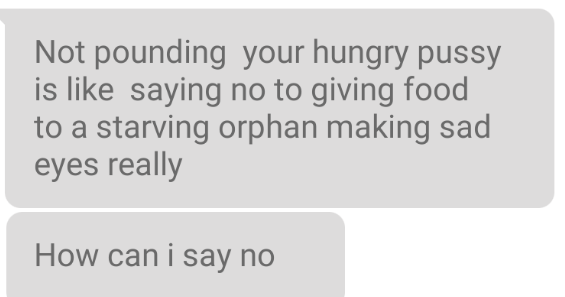 Not pounding  your hungry pussy
is like  saying no to giving food
to a starving orphan making sad
eyes really
How can i say no